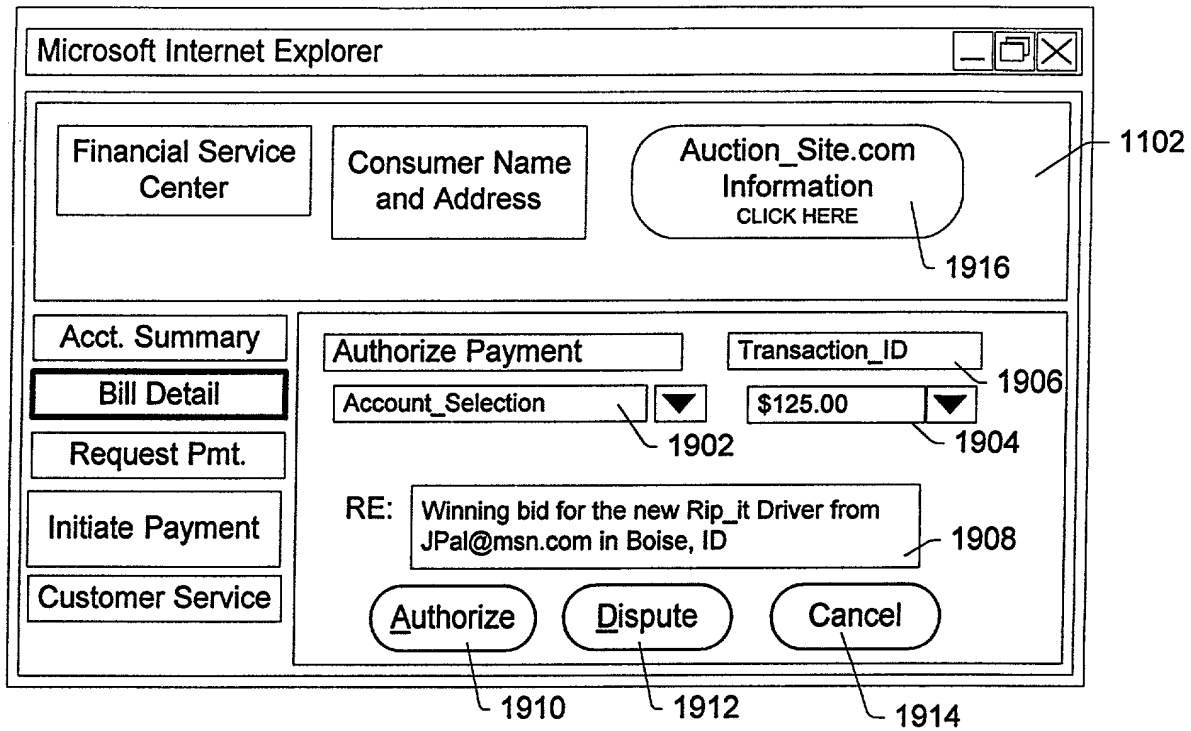 Microsoft Internet Explorer
Financial Service
Center
Consumer Name
and Address
Auction_Site.com
Information
CLICK HERE
1102
1916
Acct. Summary
Bill Detail
Request Pmt.
Initiate Payment
Customer Service
Authorize Payment
Transaction_ID
1906
Account_Selection
1902
$125.00
1904
RE:
Winning bid for the new Rip_it Driver from
JPal@msn.com in Boise, ID
1908
Authorize
Dispute
Cancel
1910
1912
1914